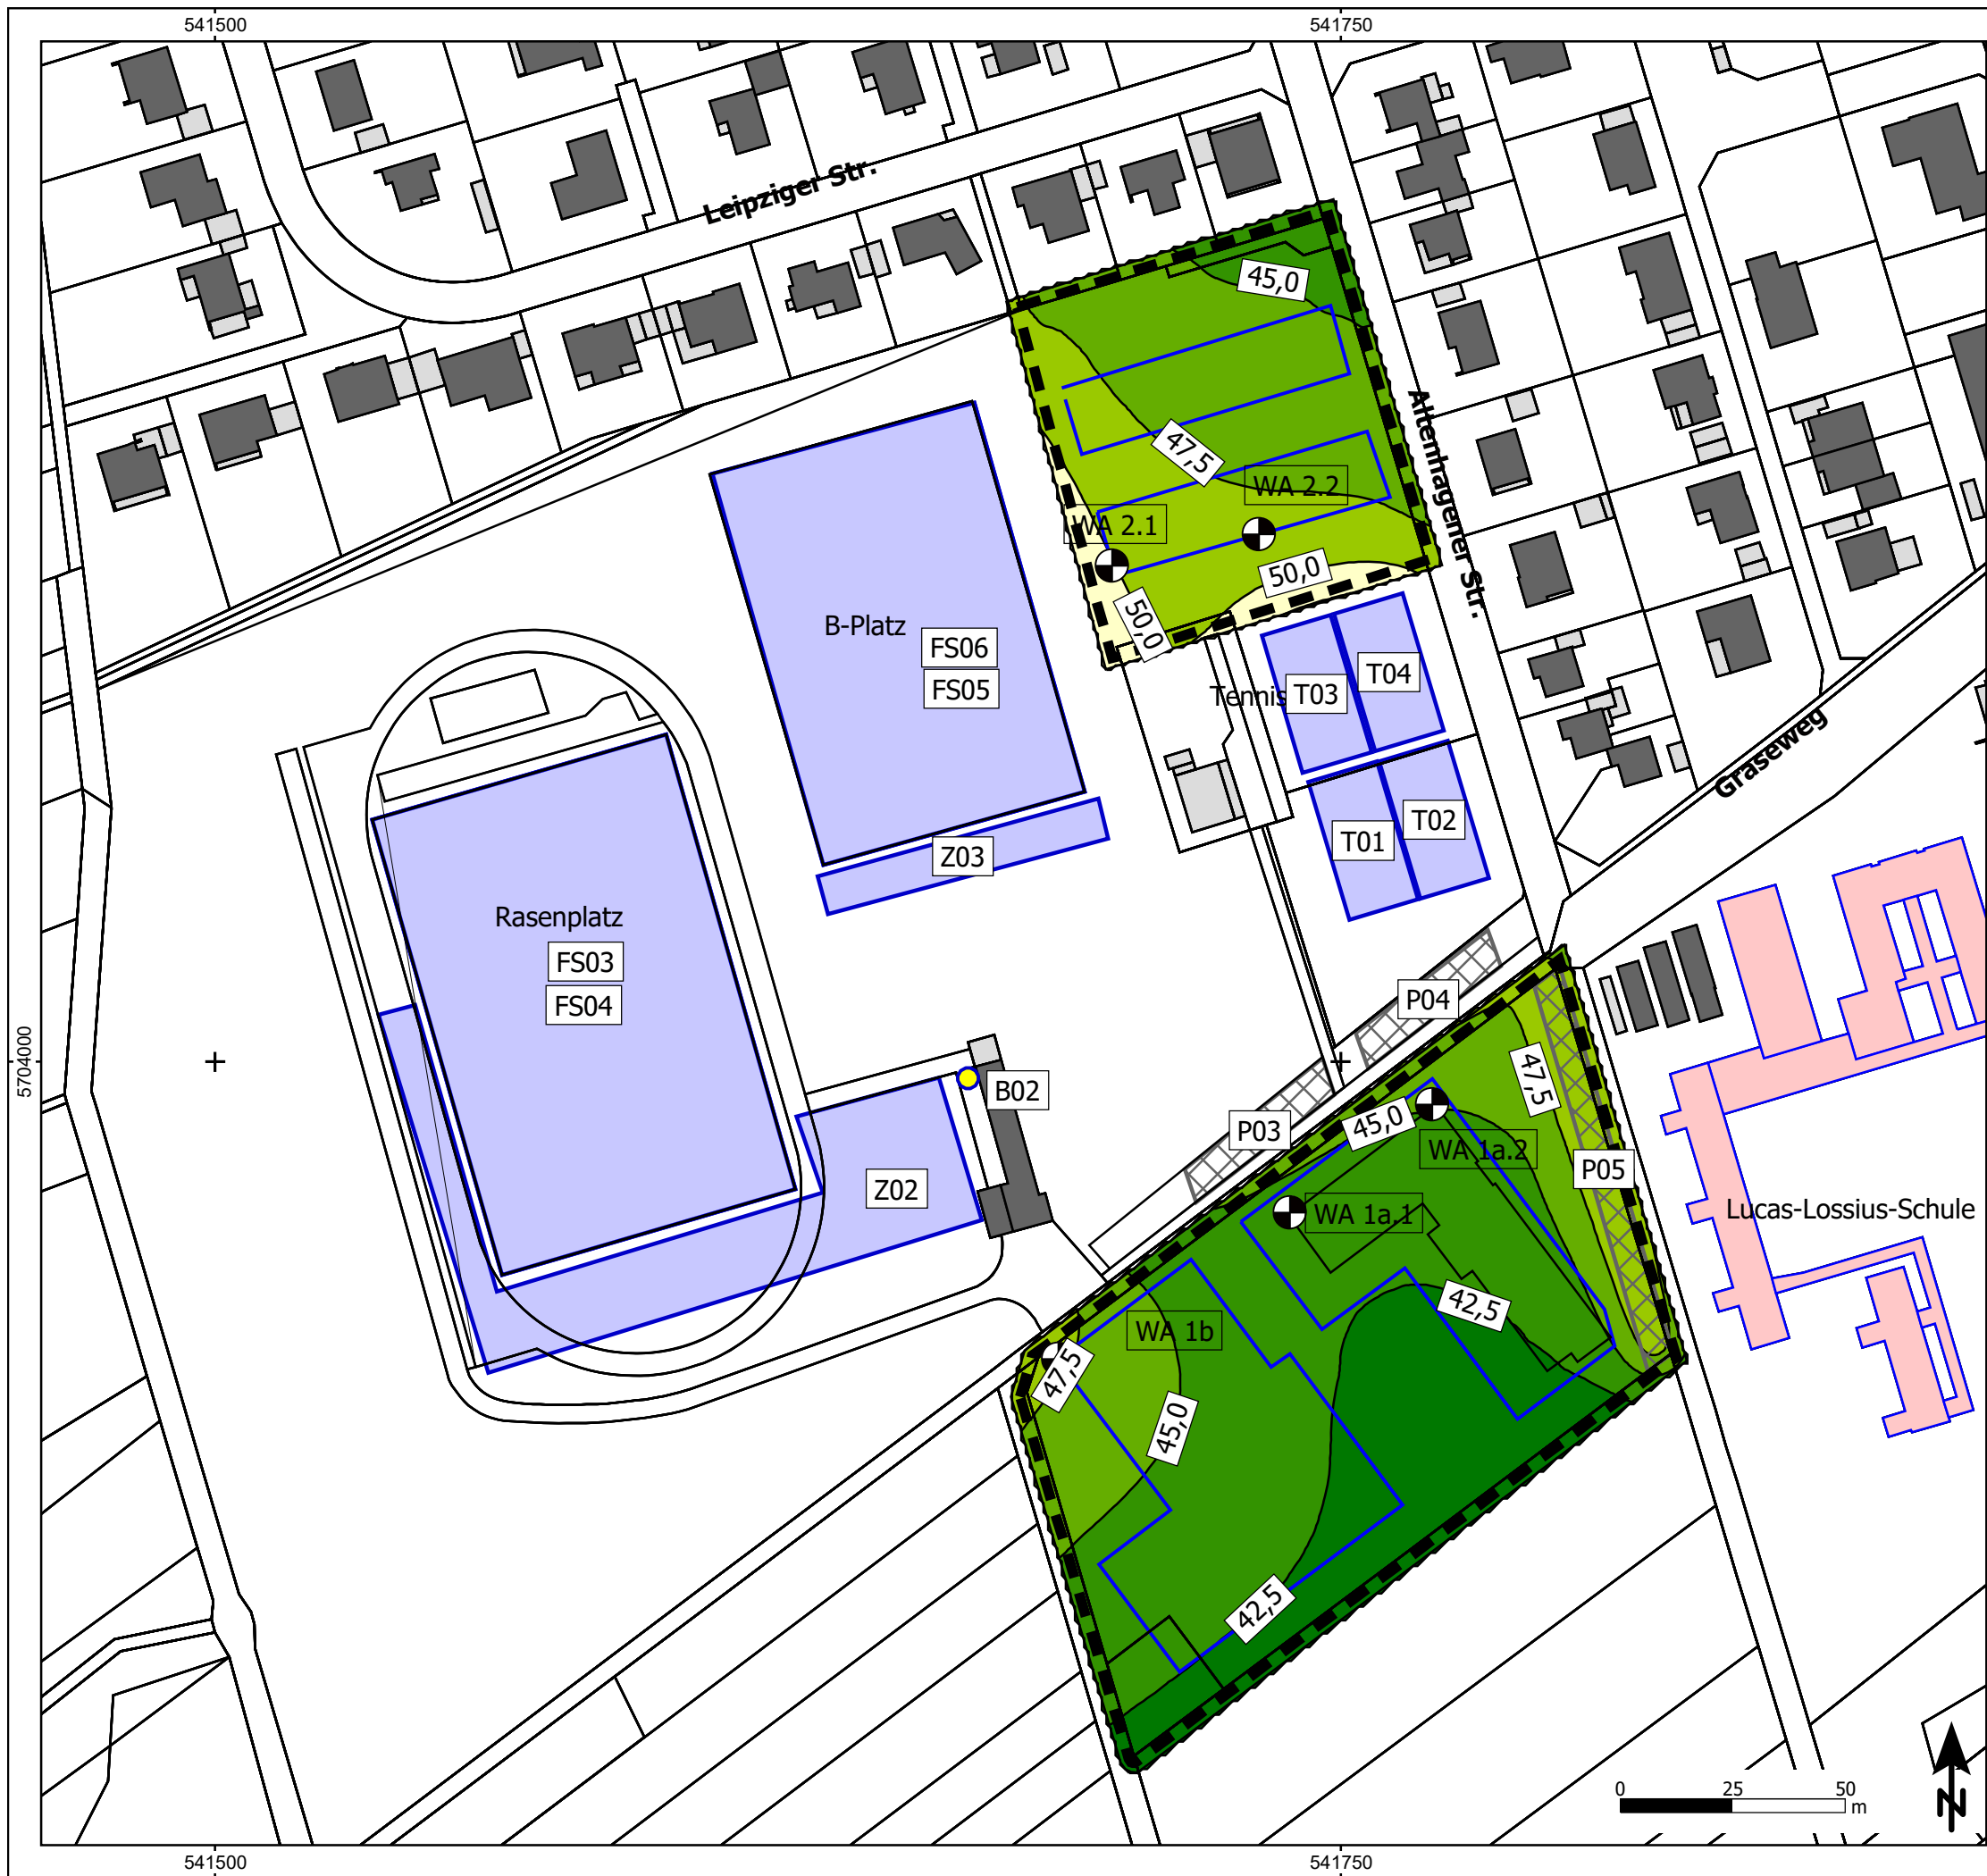 541500
541750
Leipziger Str.
45,0
Altenhagener Str.
47,5
WA 2.2
WA 2.1
50,0
50,0
B-Platz
FS06
FS05
T04
Tennis
T03
Graseweg
T02
T01
Z03
Rasenplatz
FS03
FS04
P04
5704000
47,5
B02
45,0
P03
WA 1a.2
P05
Z02
Lucas-Lossius-Schule
WA 1a.1
42,5
WA 1b
47,5
45,0
42,5
0 25 50
m
N
541500
541750